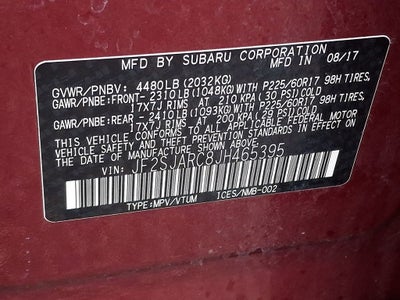 MFD BY SUBARU CORPORATION
MFD IN 08/17
GVWR/PNBV: 4480LB (2032KG)
GAWR/PNBE:FRONT- 2310LB(1048KG)WITH P225/60R17 98H TIRES,
17X7J RIMS AT 210 KPA (30 PSI) COLD
GAWR/PNBE:REAR - 2410LB(1093KG)WITH P225/60R17 98H TIRES,
17X7J RIMS AT 200 KPA (29 PSI) COLD
THIS VEHICLE CONFORMS TO ALL APPLICABLE FEDERAL MOTOR
VEHICLE SAFETY
THEFT PREVENTION STANDARDS IN EFFECT ON THE DATE OF
MANUFACTURE SHOWN ABOVE.
VIN: JF2SJARC8JH465395
TYPE:MPV/VTUM ICES/NMB-002